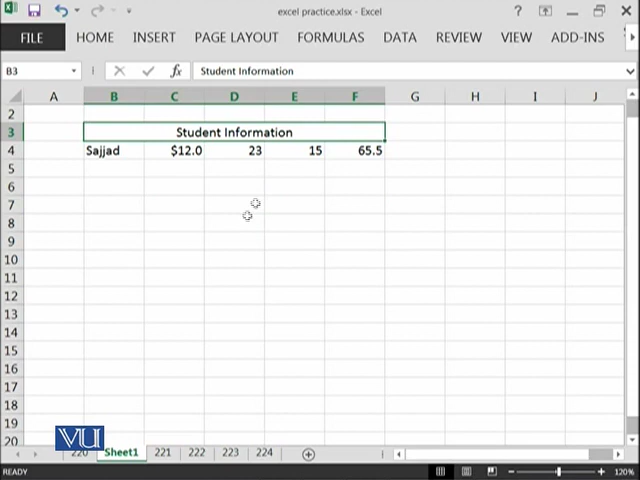 excel practice.xlsx - Excel
FILE HOME INSERT PAGE LAYOUT FORMULAS DATA REVIEW VIEW ADD-INS
B3 fx Student Information
A B C D E F G H I J
2
3 Student Information
4 Sajjad $12.0 23 15 65.5
5
6
7
8
9
10
11
12
13
14
15
16
17
18
19
20
VU
220 Sheet1 221 222 223 224
READY 120%